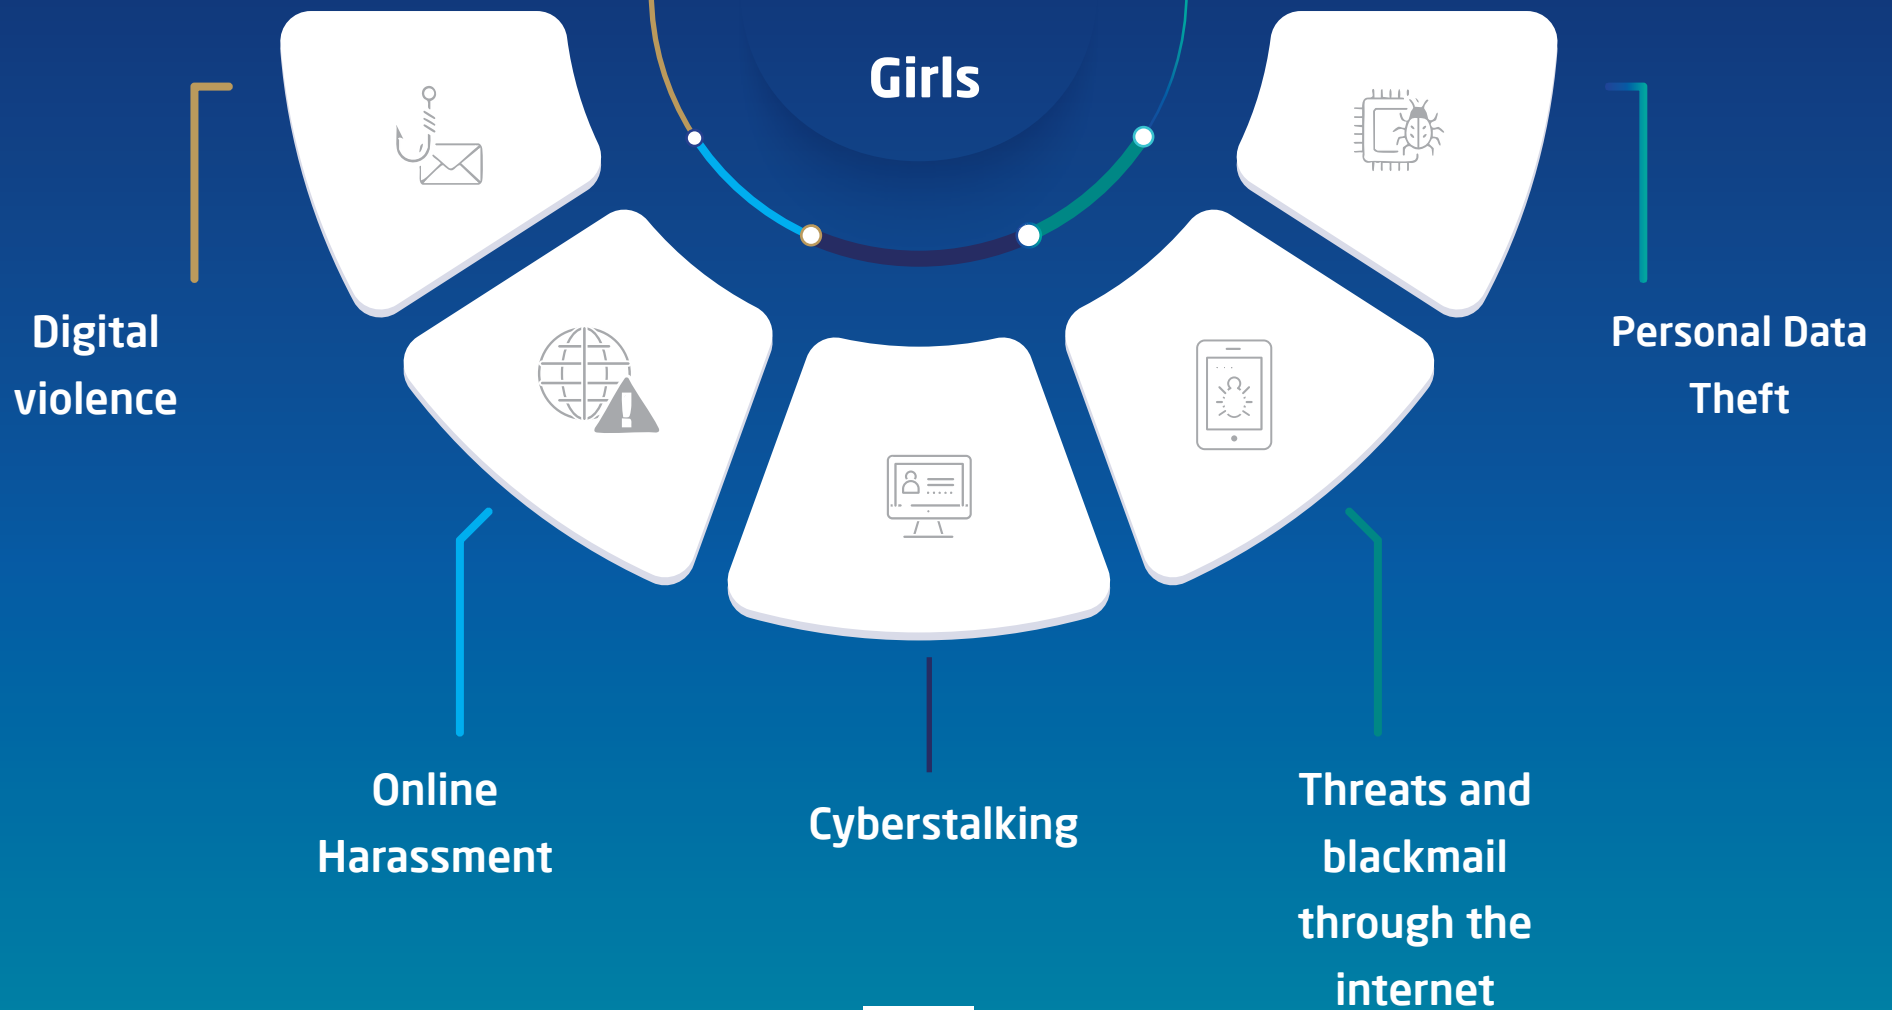 Girls
Digital
violence
Personal Data
Theft
Online
Harassment
Cyberstalking
Threats and
blackmail
through the
internet